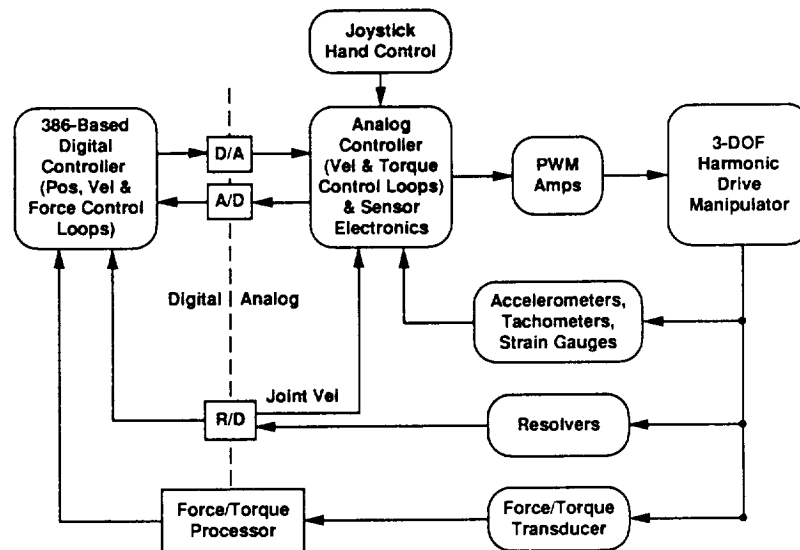 Joystick
Hand Control
386-Based
Digital
Controller
(Pos, Vel &
Force Control
Loops)
D/A
A/D
Analog
Controller
(Vel & Torque
Control Loops)
& Sensor
Electronics
PWM
Amps
3-DOF
Harmonic
Drive
Manipulator
Digital
Analog
Accelerometers,
Tachometers,
Strain Gauges
Joint Vel
R/D
Resolvers
Force/Torque
Processor
Force/Torque
Transducer